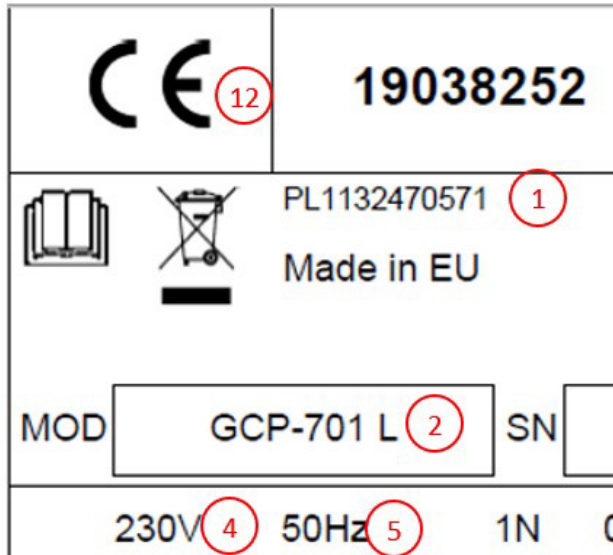 CE 12 19038252
PL1132470571 1
Made in EU
MOD GCP-701 L 2 SN
230V 4 50Hz 5 1N